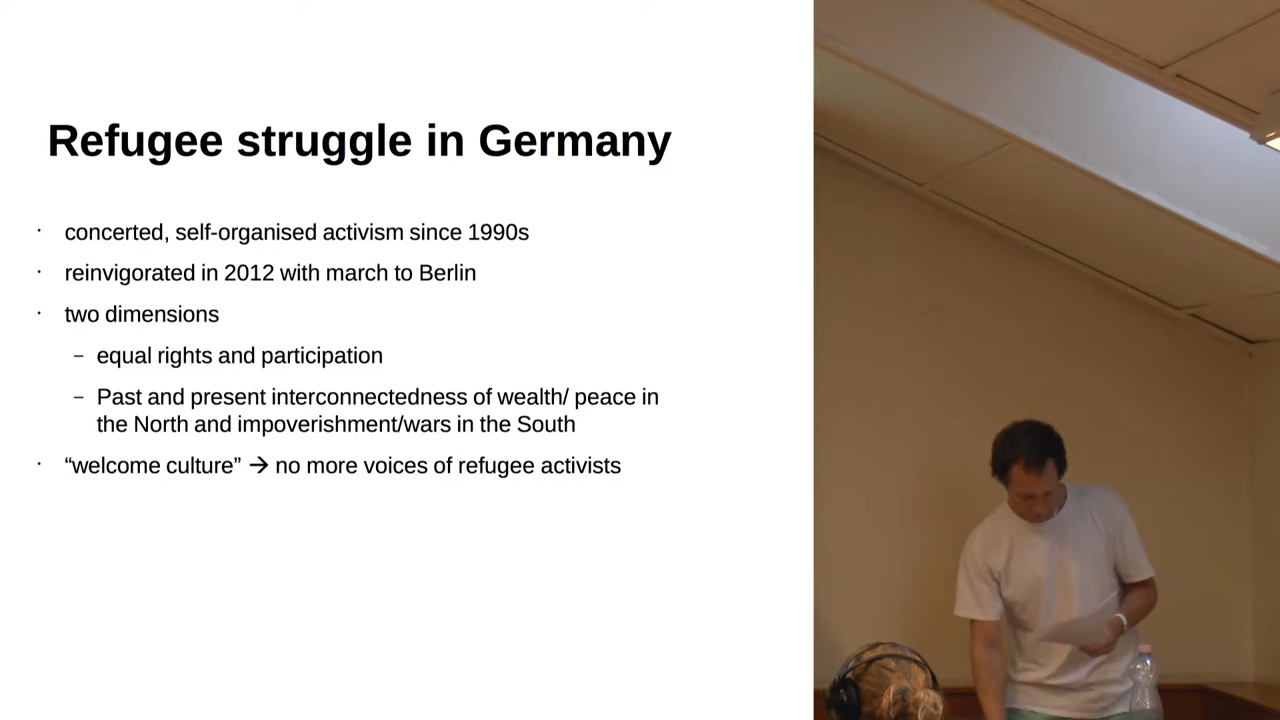 Refugee struggle in Germany
· concerted, self-organised activism since 1990s
· reinvigorated in 2012 with march to Berlin
· two dimensions
– equal rights and participation
– Past and present interconnectedness of wealth/ peace in
the North and impoverishment/wars in the South
· “welcome culture” → no more voices of refugee activists